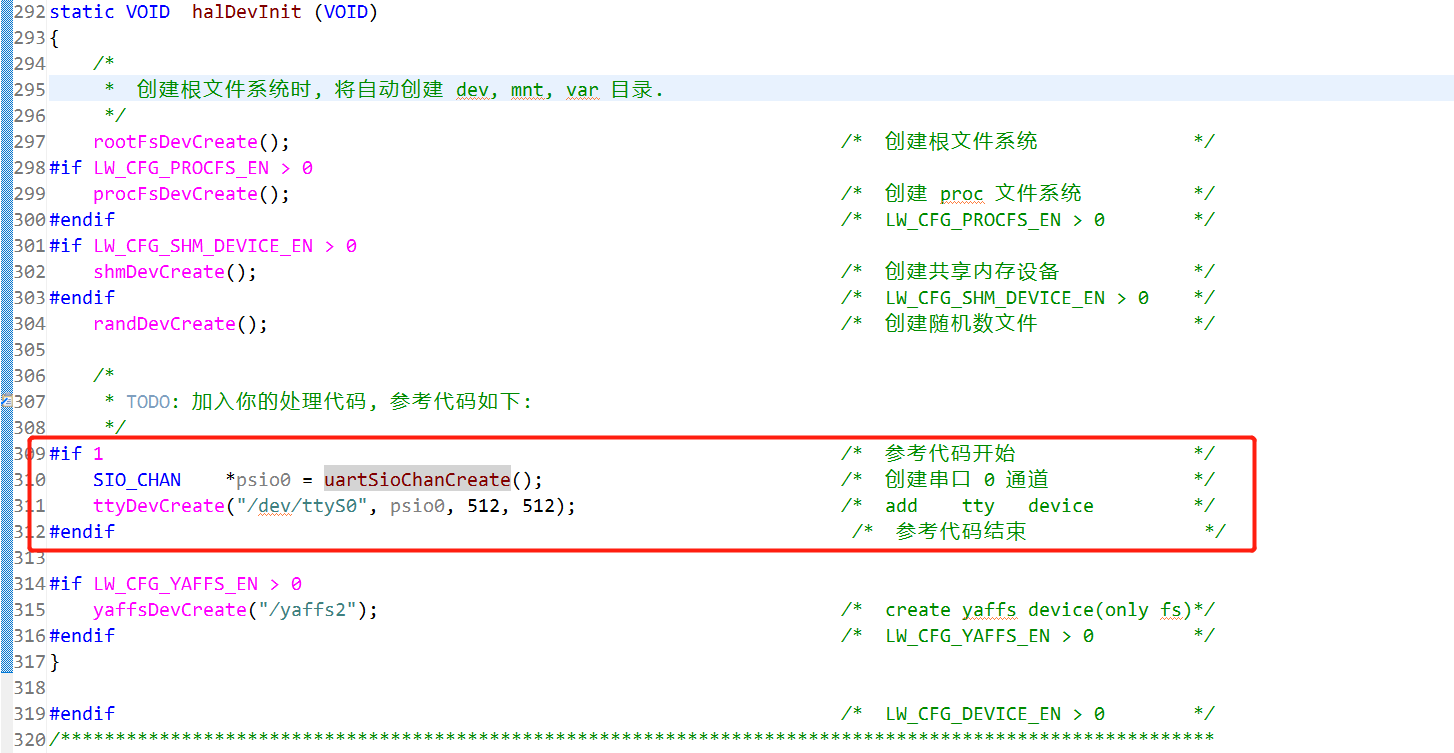 292 static VOID  halDevInit (VOID)
293 {
294     /*
295      *  创建根文件系统时, 将自动创建 dev, mnt, var 目录.
296      */
297     rootFsDevCreate();                                                  /*  创建根文件系统              */
298 #if LW_CFG_PROCFS_EN > 0
299     procFsDevCreate();                                                  /*  创建 proc 文件系统          */
300 #endif                                                                  /*  LW_CFG_PROCFS_EN > 0        */
301 #if LW_CFG_SHM_DEVICE_EN > 0
302     shmDevCreate();                                                     /*  创建共享内存设备            */
303 #endif                                                                  /*  LW_CFG_SHM_DEVICE_EN > 0    */
304     randDevCreate();                                                    /*  创建随机数文件              */
305
306     /*
307      * TODO: 加入你的处理代码, 参考代码如下:
308      */
309 #if 1                                                                   /*  参考代码开始                */
310     SIO_CHAN    *psio0 = uartSioChanCreate();                           /*  创建串口 0 通道             */
311     ttyDevCreate("/dev/ttyS0", psio0, 512, 512);                        /*  add    tty   device         */
312 #endif                                                                   /*  参考代码结束                */
313
314 #if LW_CFG_YAFFS_EN > 0
315     yaffsDevCreate("/yaffs2");                                          /*  create yaffs device(only fs)*/
316 #endif                                                                  /*  LW_CFG_YAFFS_EN > 0         */
317 }
318
319 #endif                                                                  /*  LW_CFG_DEVICE_EN > 0        */
320 /*********************************************************************************************************